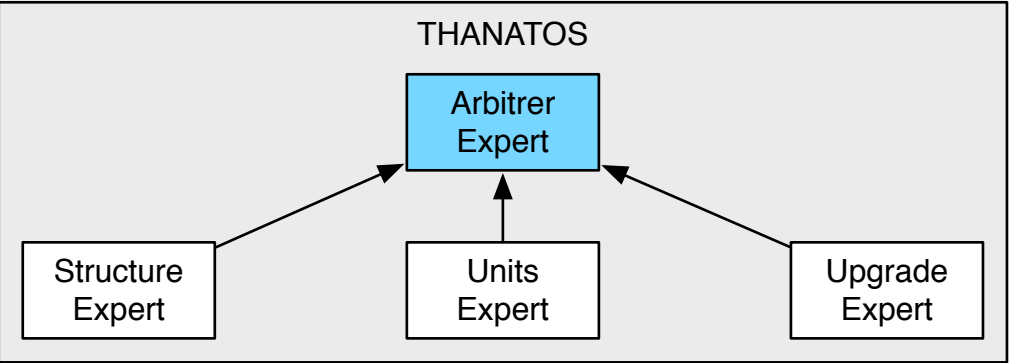 THANATOS
Arbitrer
Expert
Structure
Expert
Units
Expert
Upgrade
Expert